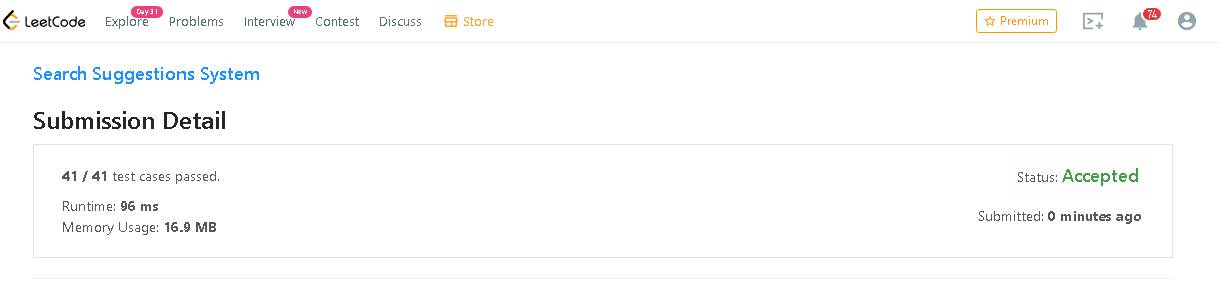 LeetCode Explore Day 31 Problems Interview New Contest Discuss Store Premium 74
Search Suggestions System
Submission Detail
41 / 41 test cases passed. Status: Accepted
Runtime: 96 ms
Submitted: 0 minutes ago
Memory Usage: 16.9 MB